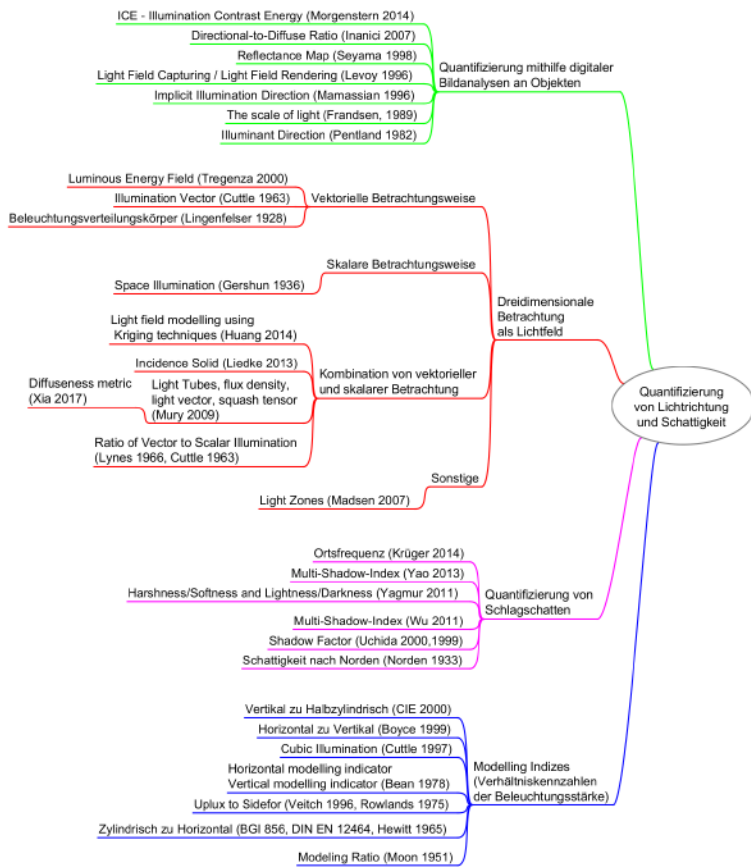 ICE - Illumination Contrast Energy (Morgenstern 2014)
Directional-to-Diffuse Ratio (Inanici 2007)
Reflectance Map (Seyama 1998)
Light Field Capturing / Light Field Rendering (Levoy 1996)
Implicit Illumination Direction (Mamassian 1996)
The scale of light (Frandsen, 1989)
Illuminant Direction (Pentland 1982)
Quantifizierung mithilfe digitaler
Bildanalysen an Objekten
Luminous Energy Field (Tregenza 2000)
Illumination Vector (Cuttle 1963)
Beleuchtungsverteilungskörper (Lingenfelser 1928)
Vektorielle Betrachtungsweise
Skalare Betrachtungsweise
Space Illumination (Gershun 1936)
Light field modelling using
Kriging techniques (Huang 2014)
Incidence Solid (Liedke 2013)
Diffuseness metric
(Xia 2017)
Light Tubes, flux density,
light vector, squash tensor
(Mury 2009)
Ratio of Vector to Scalar Illumination
(Lynes 1966, Cuttle 1963)
Kombination von vektorieller
und skalarer Betrachtung
Sonstige
Light Zones (Madsen 2007)
Dreidimensionale
Betrachtung
als Lichtfeld
Quantifizierung
von Lichtrichtung
und Schattigkeit
Ortsfrequenz (Krüger 2014)
Multi-Shadow-Index (Yao 2013)
Harshness/Softness and Lightness/Darkness (Yagmur 2011)
Multi-Shadow-Index (Wu 2011)
Shadow Factor (Uchida 2000,1999)
Schattigkeit nach Norden (Norden 1933)
Quantifizierung von
Schlagschatten
Vertikal zu Halbzylindrisch (CIE 2000)
Horizontal zu Vertikal (Boyce 1999)
Cubic Illumination (Cuttle 1997)
Horizontal modelling indicator
Vertical modelling indicator (Bean 1978)
Uplux to Sidefor (Veitch 1996, Rowlands 1975)
Zylindrisch zu Horizontal (BGI 856, DIN EN 12464, Hewitt 1965)
Modeling Ratio (Moon 1951)
Modelling Indizes
(Verhältniskennzahlen
der Beleuchtungsstärke)